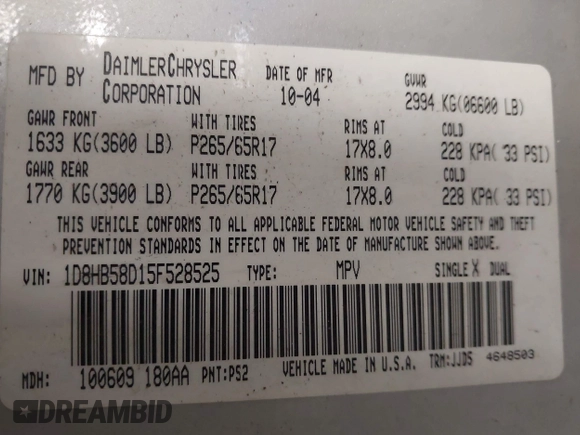 MFD BY DAIMLERCHRYSLER CORPORATION DATE OF MFR 10-04 GVWR 2994 KG(06600 LB)
GAWR FRONT WITH TIRES RIMS AT COLD
1633 KG(3600 LB) P265/65R17 17X8.0 228 KPA( 33 PSI)
GAWR REAR WITH TIRES RIMS AT COLD
1770 KG(3900 LB) P265/65R17 17X8.0 228 KPA( 33 PSI)
THIS VEHICLE CONFORMS TO ALL APPLICABLE FEDERAL MOTOR VEHICLE SAFETY AND THEFT
PREVENTION STANDARDS IN EFFECT ON THE DATE OF MANUFACTURE SHOWN ABOVE.
VIN: 1D8HB58D15F528525 TYPE: MPV SINGLE X DUAL
MDH: 100609 180AA PNT:PS2 VEHICLE MADE IN U.S.A. TRM:JJD5 4648503
DREAMBID